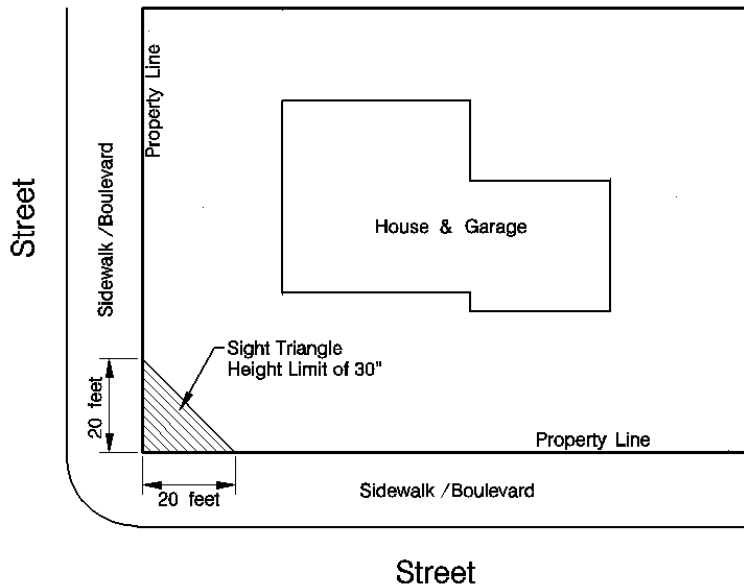 Property Line
Street
Sidewalk /Boulevard
House & Garage
Sight Triangle
Height Limit of 30"
20 feet
Property Line
20 feet
Sidewalk /Boulevard
Street